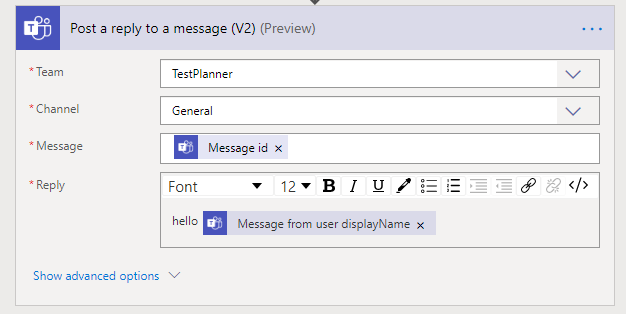 Post a reply to a message (V2) (Preview) ...
* Team TestPlanner
* Channel General
* Message Message id ×
* Reply Font 12 B I U </>
hello Message from user displayName ×
Show advanced options